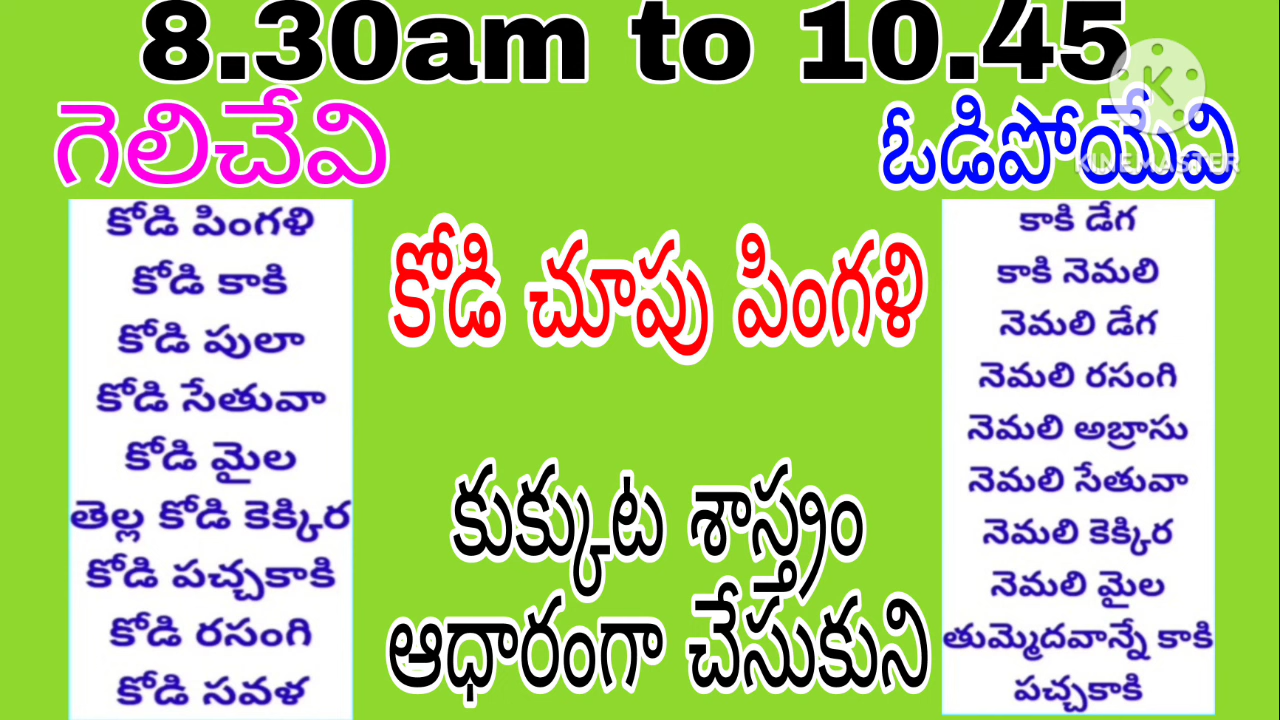 8.30am to 10.45
గెలిచేవి
ఓడిపోయేవి
KINEMASTER
కోడి పింగళి
కోడి కాకి
కోడి పులా
కోడి సేతువా
కోడి మైల
తెల్ల కోడి కెక్కిర
కోడి పచ్చకాకి
కోడి రసంగి
కోడి సవళ
కోడి చూపు పింగళి
కుక్కుట శాస్త్రం
ఆధారంగా చేసుకుని
కాకి డేగ
కాకి నెమలి
నెమలి డేగ
నెమలి రసంగి
నెమలి అబ్రాసు
నెమలి సేతువా
నెమలి కెక్కిర
నెమలి మైల
తుమ్మెదవాన్నే కాకి
పచ్చకాకి